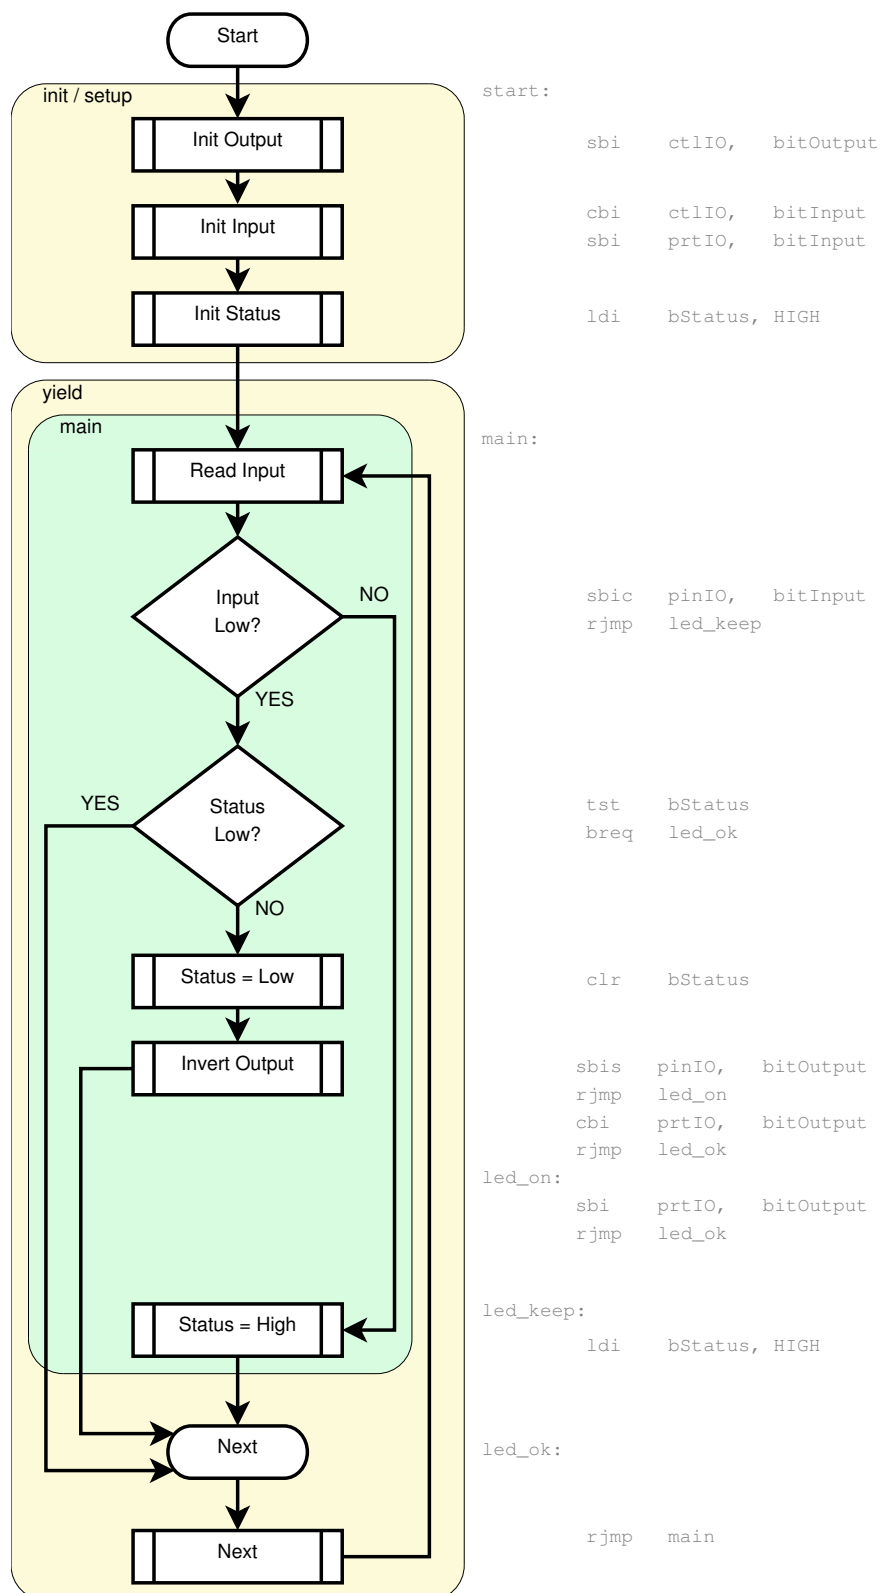 Start
init / setup
start:
Init Output
sbi ctlIO, bitOutput
Init Input
cbi ctlIO, bitInput
sbi prtIO, bitInput
Init Status
ldi bStatus, HIGH
yield
main
main:
Read Input
Input
Low?
NO
sbic pinIO, bitInput
rjmp led_keep
YES
Status
Low?
YES
tst bStatus
breq led_ok
NO
Status = Low
clr bStatus
Invert Output
sbis pinIO, bitOutput
rjmp led_on
cbi prtIO, bitOutput
rjmp led_ok
led_on:
sbi prtIO, bitOutput
rjmp led_ok
led_keep:
Status = High
ldi bStatus, HIGH
Next
led_ok:
Next
rjmp main